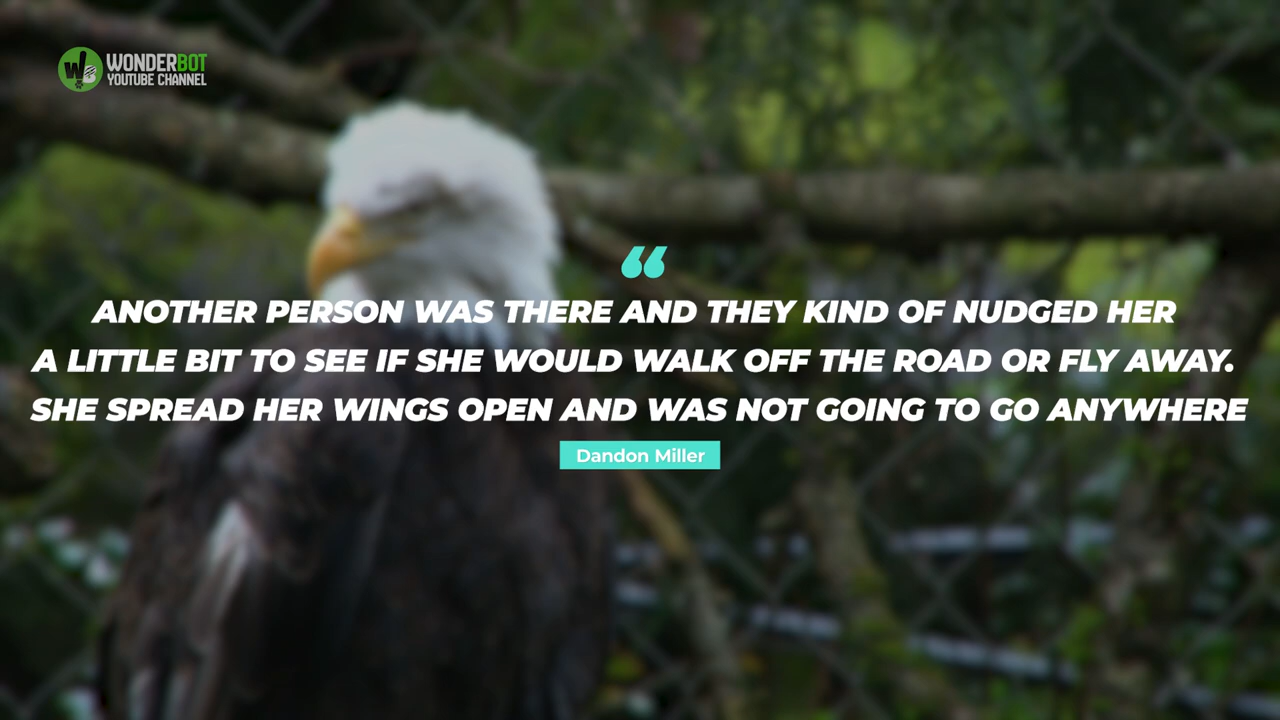 WONDERBOT
YOUTUBE CHANNEL
“
ANOTHER PERSON WAS THERE AND THEY KIND OF NUDGED HER
A LITTLE BIT TO SEE IF SHE WOULD WALK OFF THE ROAD OR FLY AWAY.
SHE SPREAD HER WINGS OPEN AND WAS NOT GOING TO GO ANYWHERE
Dandon Miller